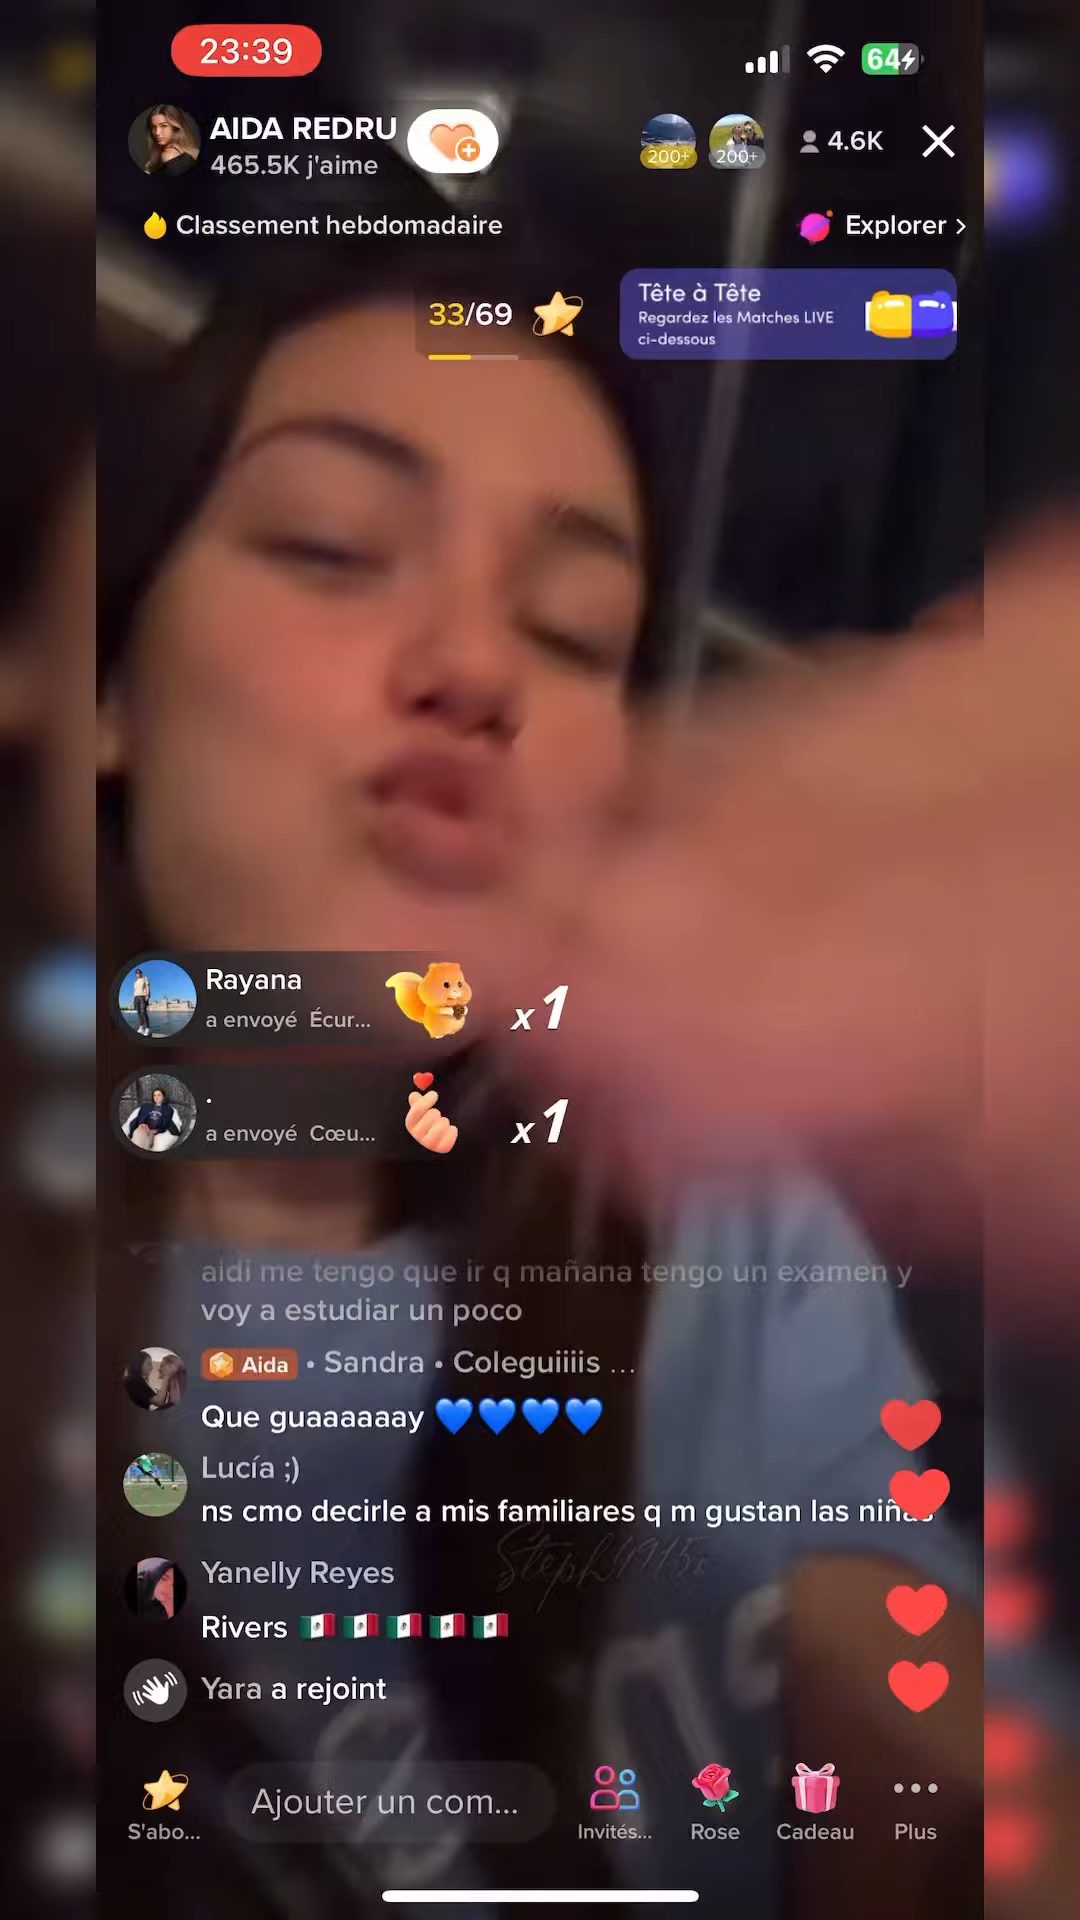 23:39
64
AIDA REDRU
465.5K j'aime
200+
200+
4.6K
Classement hebdomadaire
Explorer >
33/69
Tête à Tête
Regardez les Matches LIVE
ci-dessous
Rayana
a envoyé Écur...
x1
.
a envoyé Cœu...
x1
aidi me tengo que ir q mañana tengo un examen y
voy a estudiar un poco
Aida • Sandra • Coleguiiiis ...
Que guaaaaaay 💙💙💙💙
Lucía ;)
ns cmo decirle a mis familiares q m gustan las niñas
Steph4915s
Yanelly Reyes
Rivers 🇲🇽🇲🇽🇲🇽🇲🇽🇲🇽
Yara a rejoint
S'abo...
Ajouter un com...
Invités...
Rose
Cadeau
Plus